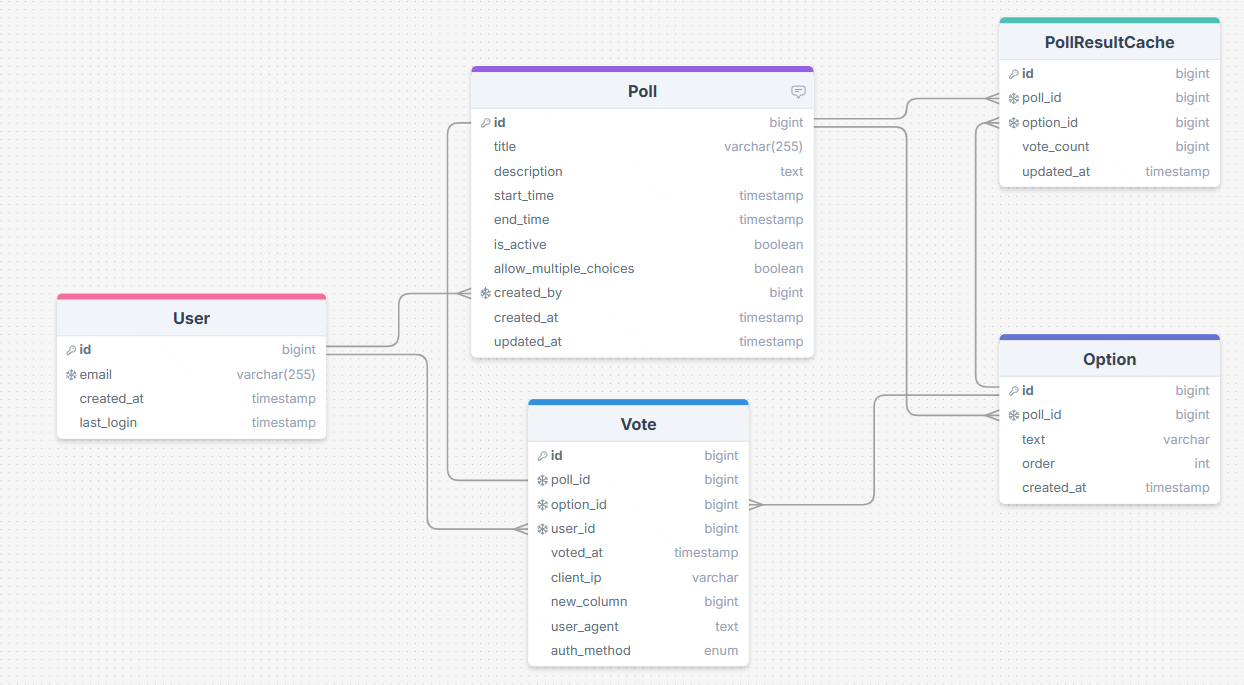 PollResultCache
id bigint
poll_id bigint
option_id bigint
vote_count bigint
updated_at timestamp
Poll
id bigint
title varchar(255)
description text
start_time timestamp
end_time timestamp
is_active boolean
allow_multiple_choices boolean
created_by bigint
created_at timestamp
updated_at timestamp
User
id bigint
email varchar(255)
created_at timestamp
last_login timestamp
Option
id bigint
poll_id bigint
text varchar
order int
created_at timestamp
Vote
id bigint
poll_id bigint
option_id bigint
user_id bigint
voted_at timestamp
client_ip varchar
new_column bigint
user_agent text
auth_method enum